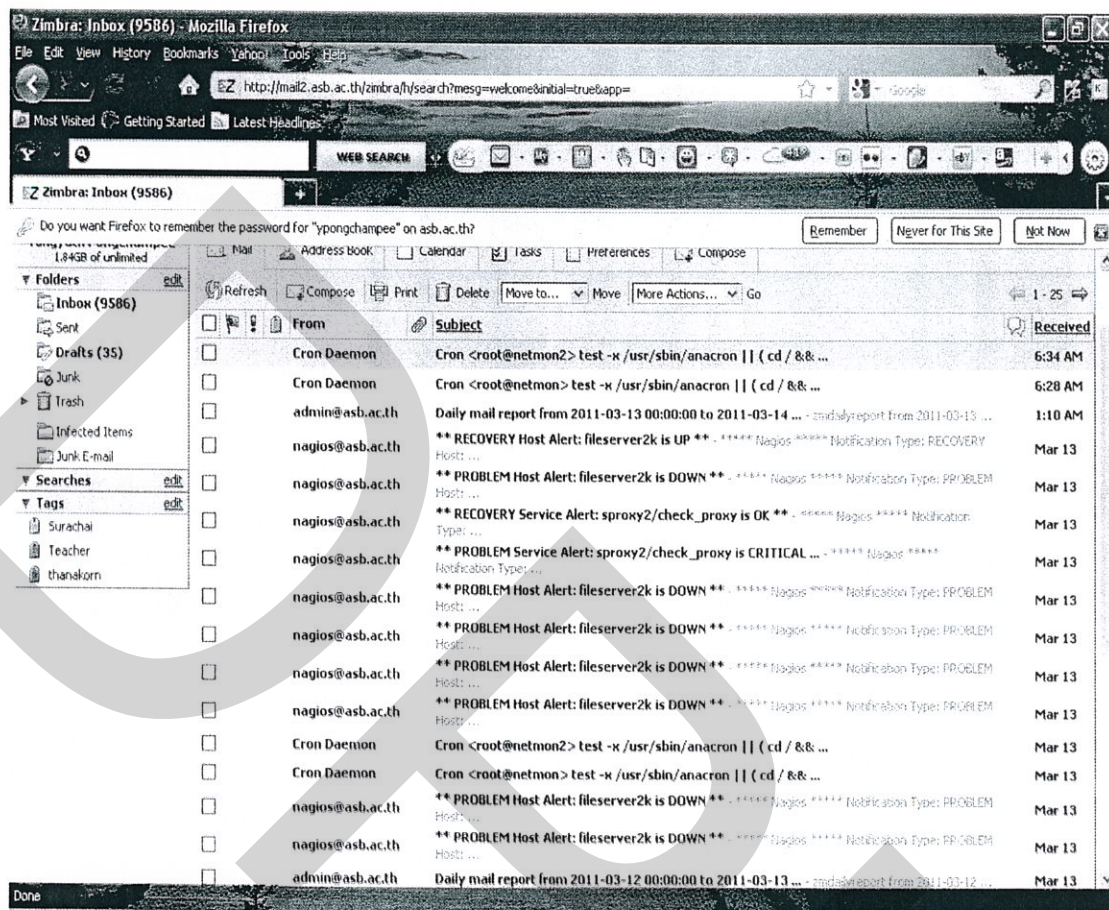 Zimbra: Inbox (9586) - Mozilla Firefox
File Edit View History Bookmarks Yahoo! Tools Help
http://mail2.asb.ac.th/zimbra/h/search?mesg=welcome&initial=true&app=
Google
Most Visited Getting Started Latest Headlines
WEB SEARCH
Zimbra: Inbox (9586)
Do you want Firefox to remember the password for "ypongchampee" on asb.ac.th? Remember Never for This Site Not Now
1.84GB of unlimited
Mail Address Book Calendar Tasks Preferences Compose
Folders edit
Inbox (9586)
Sent
Drafts (35)
Junk
Trash
Infected Items
Junk E-mail
Searches edit
Tags edit
Surachai
Teacher
thanakorn
Refresh Compose Print Delete Move to... Move More Actions... Go 1 - 25
From Subject Received
Cron Daemon Cron <root@netmon2> test -x /usr/sbin/anacron || ( cd / && ... 6:34 AM
Cron Daemon Cron <root@netmon> test -x /usr/sbin/anacron || ( cd / && ... 6:28 AM
admin@asb.ac.th Daily mail report from 2011-03-13 00:00:00 to 2011-03-14 ... - zmdailyreport from 2011-03-13 ... 1:10 AM
nagios@asb.ac.th ** RECOVERY Host Alert: fileserver2k is UP ** - ***** Nagios ***** Notification Type: RECOVERY Mar 13
Host: ...
nagios@asb.ac.th ** PROBLEM Host Alert: fileserver2k is DOWN ** - ***** Nagios ***** Notification Type: PROBLEM Mar 13
Host: ...
nagios@asb.ac.th ** RECOVERY Service Alert: sproxy2/check_proxy is OK ** - ***** Nagios ***** Notification Mar 13
Type: ...
nagios@asb.ac.th ** PROBLEM Service Alert: sproxy2/check_proxy is CRITICAL ... - ***** Nagios ***** Mar 13
Notification Type: ...
nagios@asb.ac.th ** PROBLEM Host Alert: fileserver2k is DOWN ** - ***** Nagios ***** Notification Type: PROBLEM Mar 13
Host: ...
nagios@asb.ac.th ** PROBLEM Host Alert: fileserver2k is DOWN ** - ***** Nagios ***** Notification Type: PROBLEM Mar 13
Host: ...
nagios@asb.ac.th ** PROBLEM Host Alert: fileserver2k is DOWN ** - ***** Nagios ***** Notification Type: PROBLEM Mar 13
Host: ...
nagios@asb.ac.th ** PROBLEM Host Alert: fileserver2k is DOWN ** - ***** Nagios ***** Notification Type: PROBLEM Mar 13
Host: ...
Cron Daemon Cron <root@netmon2> test -x /usr/sbin/anacron || ( cd / && ... Mar 13
Cron Daemon Cron <root@netmon> test -x /usr/sbin/anacron || ( cd / && ... Mar 13
nagios@asb.ac.th ** PROBLEM Host Alert: fileserver2k is DOWN ** - ***** Nagios ***** Notification Type: PROBLEM Mar 13
Host: ...
nagios@asb.ac.th ** PROBLEM Host Alert: fileserver2k is DOWN ** - ***** Nagios ***** Notification Type: PROBLEM Mar 13
Host: ...
admin@asb.ac.th Daily mail report from 2011-03-12 00:00:00 to 2011-03-13 ... - zmdailyreport from 2011-03-12 ... Mar 13
Done